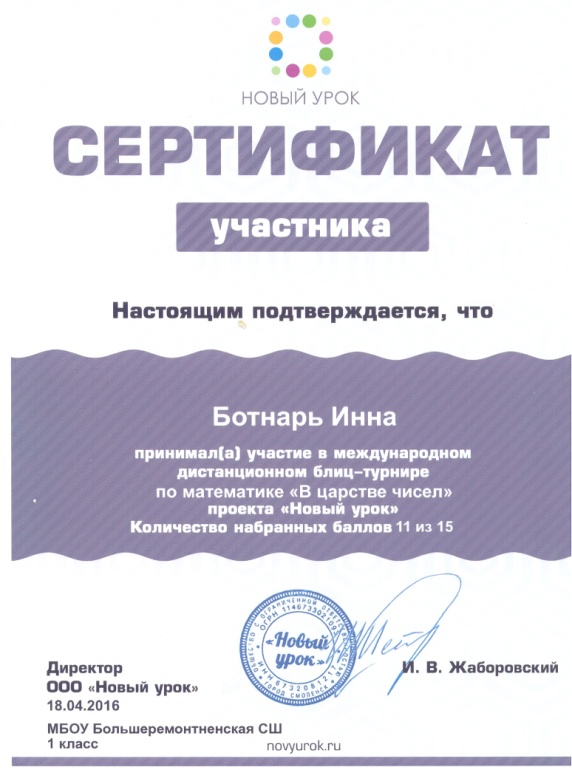 НОВЫЙ УРОК
СЕРТИФИКАТ
участника
Настоящим подтверждается, что
Ботнарь Инна
принимал(а) участие в международном
дистанционном блиц-турнире
по математике «В царстве чисел»
проекта «Новый урок»
Количество набранных баллов 11 из 15
«Новый
урок»
ГОРОД СМОЛЕНСК
Директор
ООО «Новый урок»
18.04.2016
И. В. Жаборовский
МБОУ Большеремонтненская СШ
1 класс
novyurok.ru